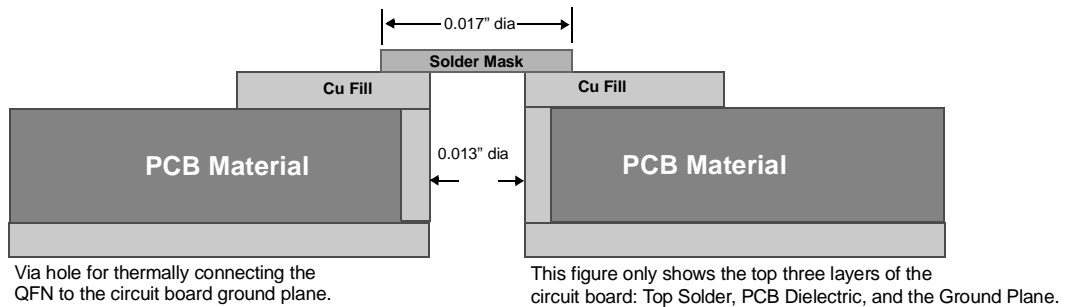 0.017” dia
Solder Mask
Cu Fill
Cu Fill
PCB Material
0.013” dia
PCB Material
Via hole for thermally connecting the
QFN to the circuit board ground plane.
This figure only shows the top three layers of the
circuit board: Top Solder, PCB Dielectric, and the Ground Plane.